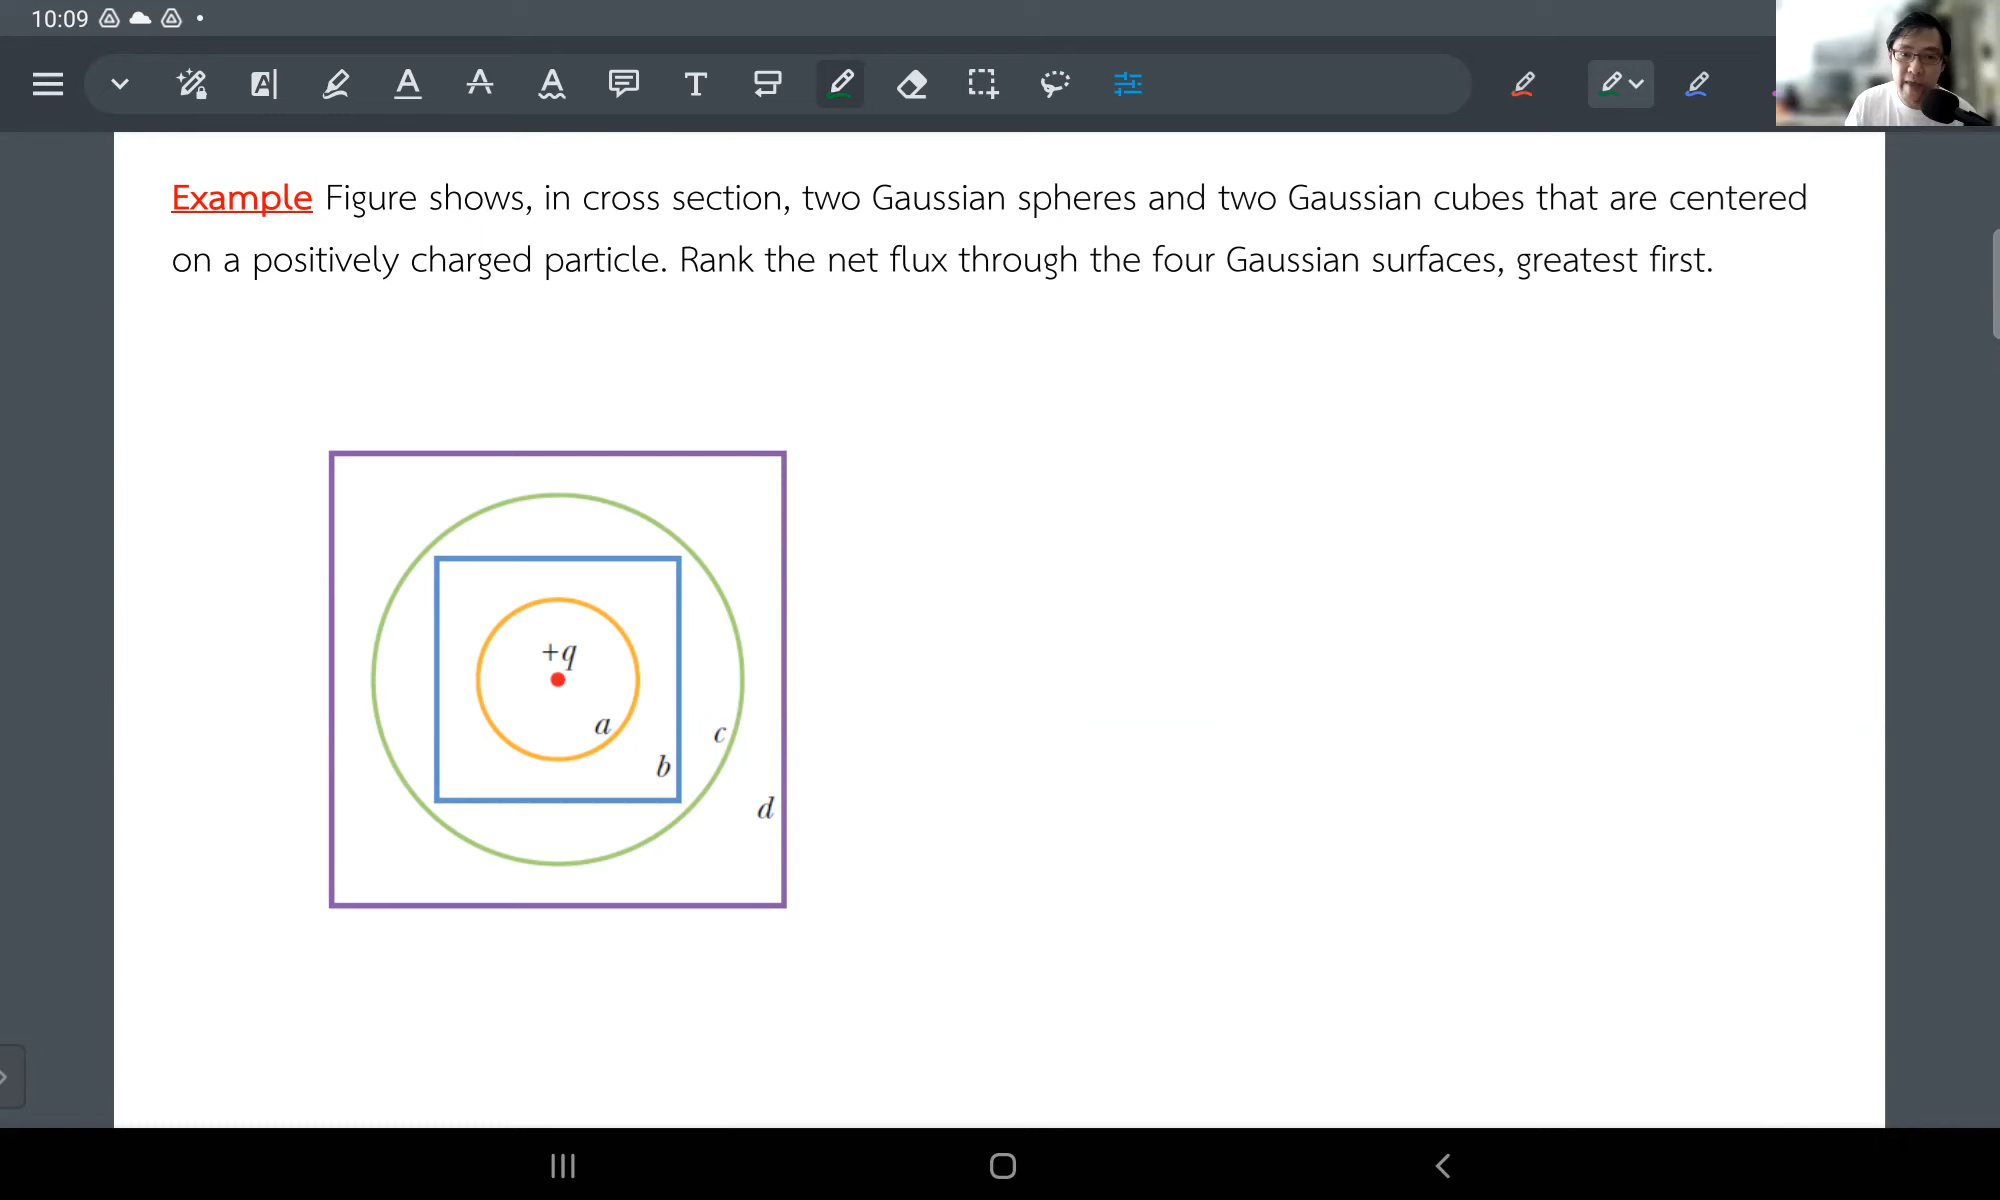 10:09
Example Figure shows, in cross section, two Gaussian spheres and two Gaussian cubes that are centered
on a positively charged particle. Rank the net flux through the four Gaussian surfaces, greatest first.
+q
a
c
b
d